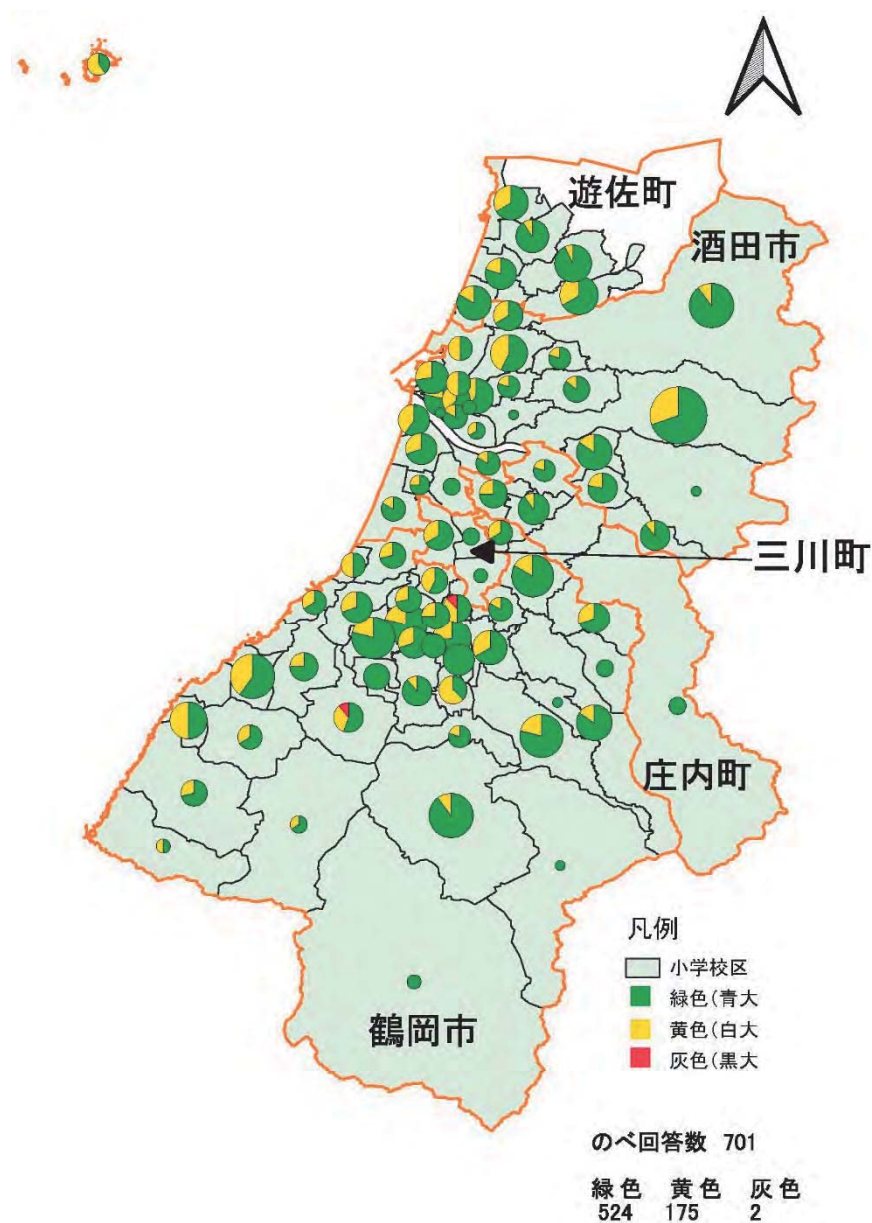 遊佐町
酒田市
三川町
庄内町
鶴岡市
凡例
小学校区
緑色(青大
黄色(白大
灰色(黒大
のべ回答数 701
緑色 黄色 灰色
524 175 2